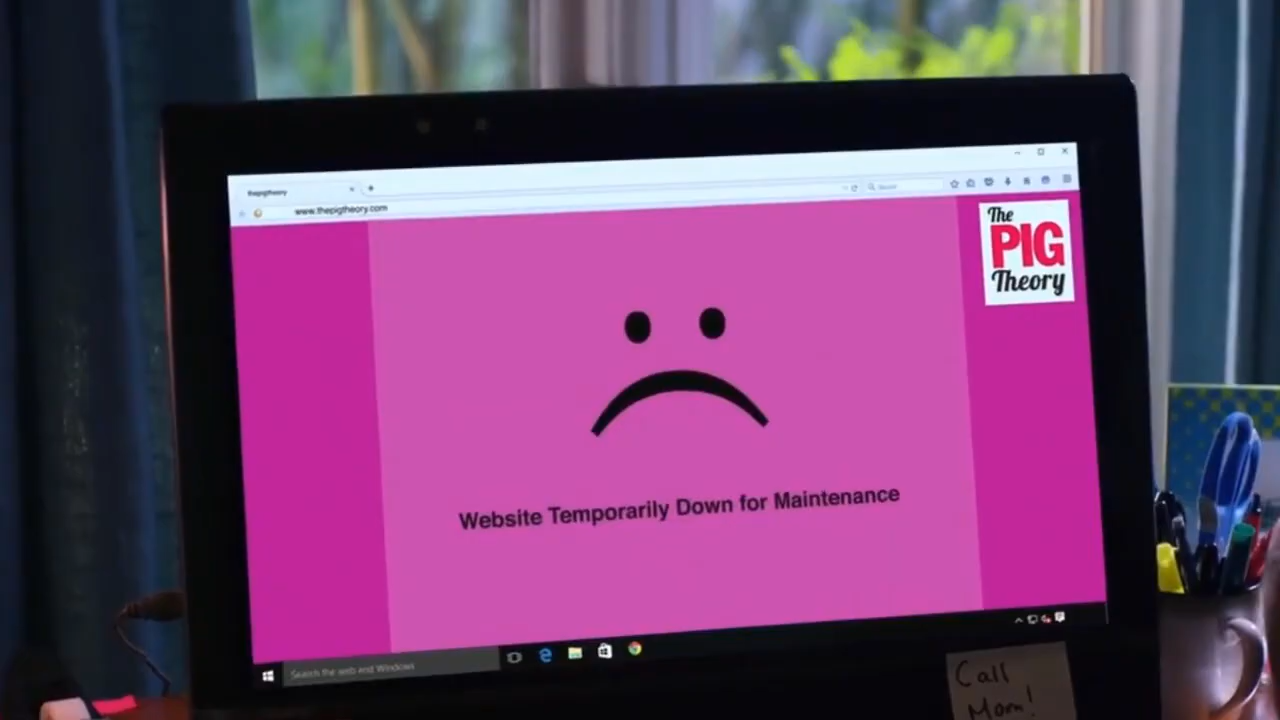 thepigtheory
www.thepigtheory.com
Search
The
PIG
Theory
Website Temporarily Down for Maintenance
Search the web and Windows
Call
Mom!